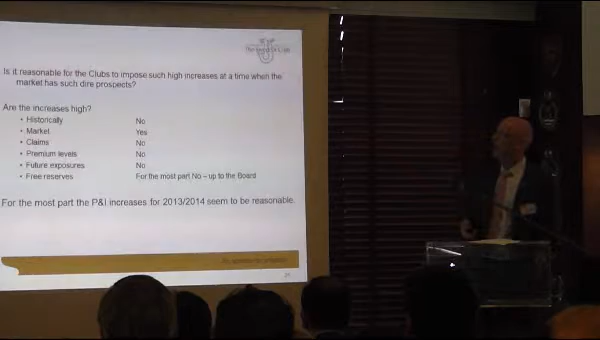 Is it reasonable for the Clubs to impose such high increases at a time when the
market has such dire prospects?
Are the increases high?
• Historically No
• Market Yes
• Claims No
• Premium levels No
• Future exposures No
• Free reserves For the most part No – up to the Board
For the most part the P&I increases for 2013/2014 seem to be reasonable.